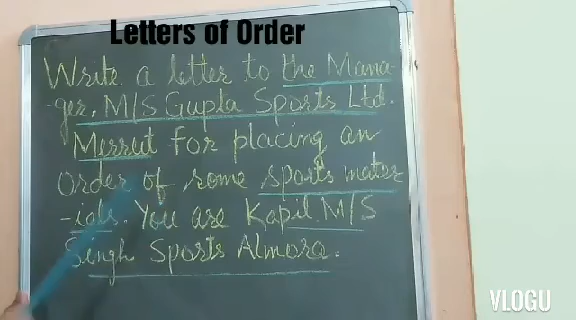 Letters of Order
Write a letter to the Mana-
-ger, M/S Gupta Sports Ltd.
Merrut for placing an
Order of some sports mater
-ials. You are Kapil M/S
Singh Sports Almora.
VLOGU